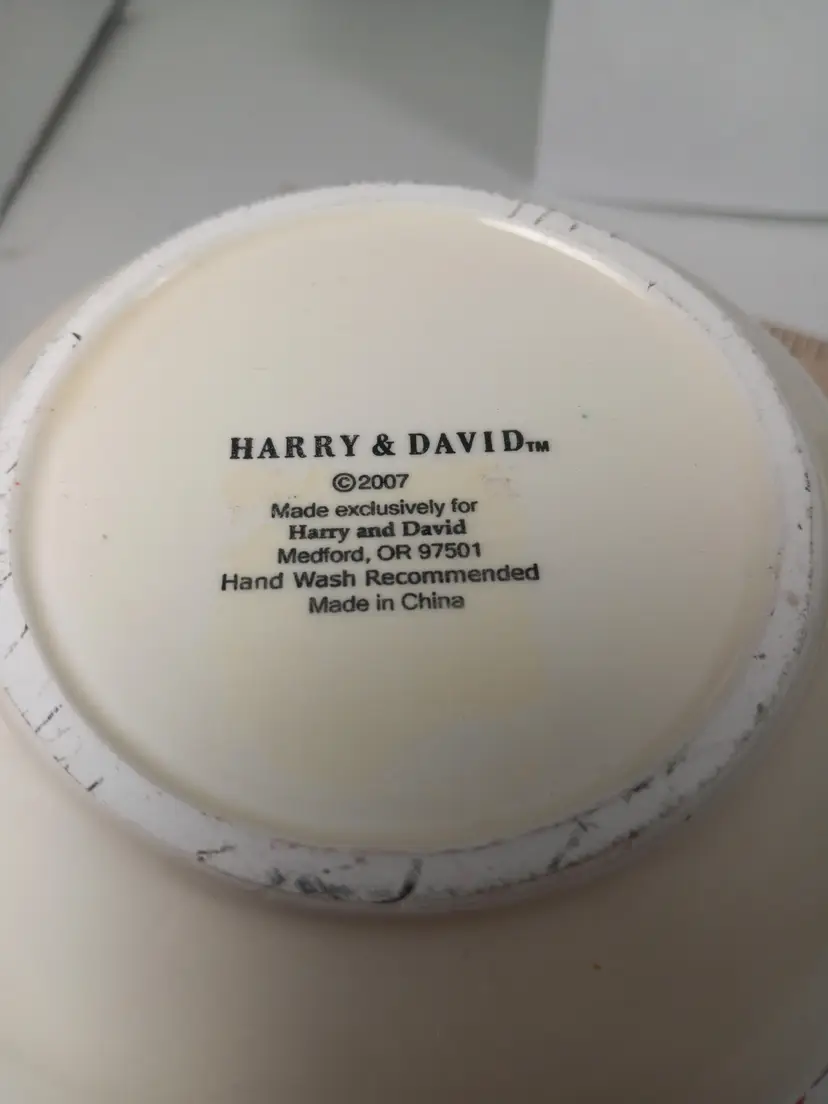 HARRY & DAVID™
©2007
Made exclusively for
Harry and David
Medford, OR 97501
Hand Wash Recommended
Made in China